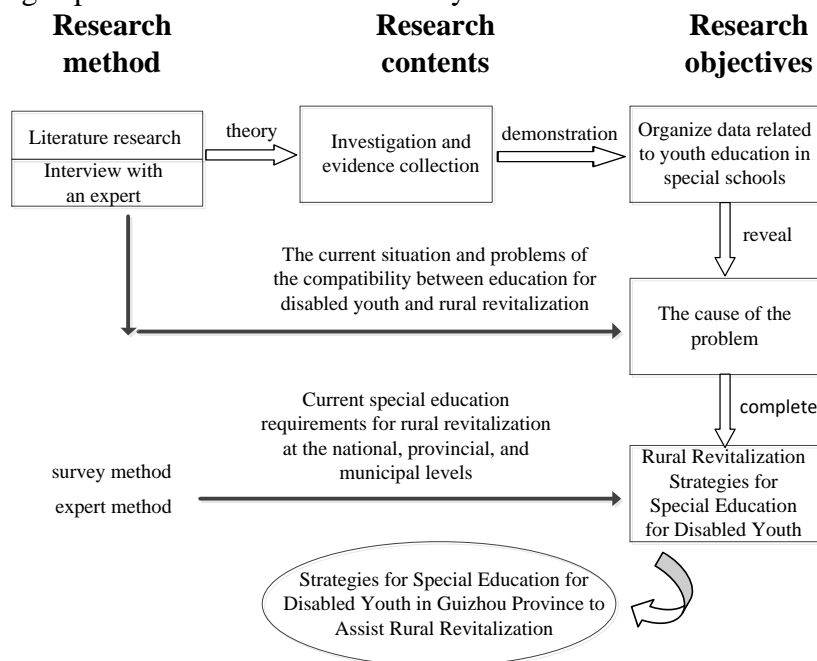 Research
method
Research
contents
Research
objectives
Literature research
Interview with
an expert
theory
Investigation and
evidence collection
demonstration
Organize data related
to youth education in
special schools
reveal
The current situation and problems of
the compatibility between education for
disabled youth and rural revitalization
The cause of the
problem
complete
Current special education
requirements for rural revitalization
at the national, provincial, and
municipal levels
survey method
expert method
Rural Revitalization
Strategies for
Special Education
for Disabled Youth
Strategies for Special Education for
Disabled Youth in Guizhou Province to
Assist Rural Revitalization